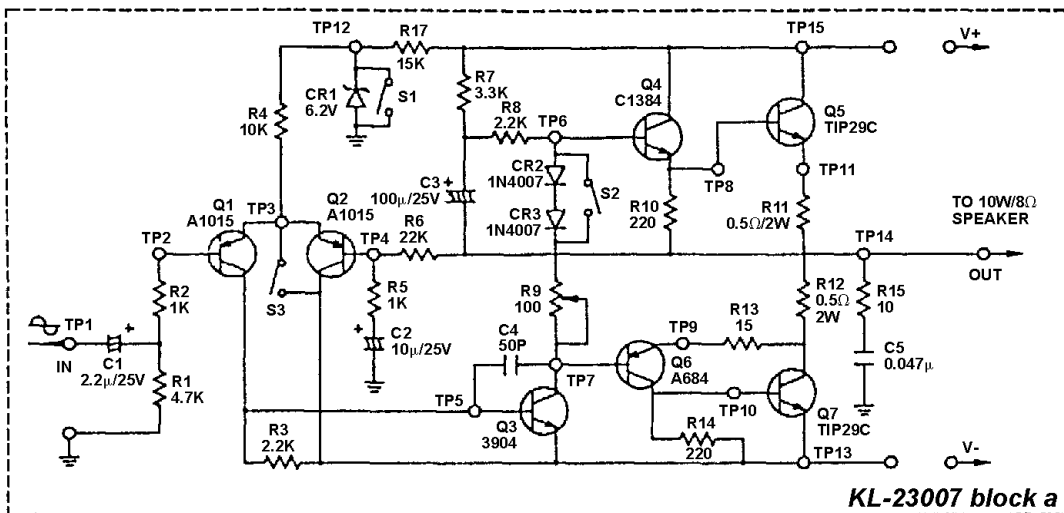 TP12
R17
15K
TP15
V+
CR1
6.2V
S1
R7
3.3K
R8
2.2K
TP6
Q4
C1384
Q5
TIP29C
R4
10K
CR2
1N4007
S2
TP8
TP11
C3
+
100μ/25V
CR3
1N4007
R10
220
R11
0.5Ω/2W
TO 10W//8Ω
SPEAKER
Q1
A1015
TP3
Q2
A1015
TP2
TP4
R6
22K
TP14
OUT
R2
1K
S3
R5
1K
R9
100
R12
0.5Ω
2W
R15
10
TP1
+
IN
C1
2.2μ/25V
+
C2
10μ/25V
C4
50P
TP9
R13
15
C5
0.047μ
R1
4.7K
TP5
TP7
Q6
A684
TP10
Q7
TIP29C
R3
2.2K
Q3
3904
R14
220
TP13
V-
KL-23007 block a